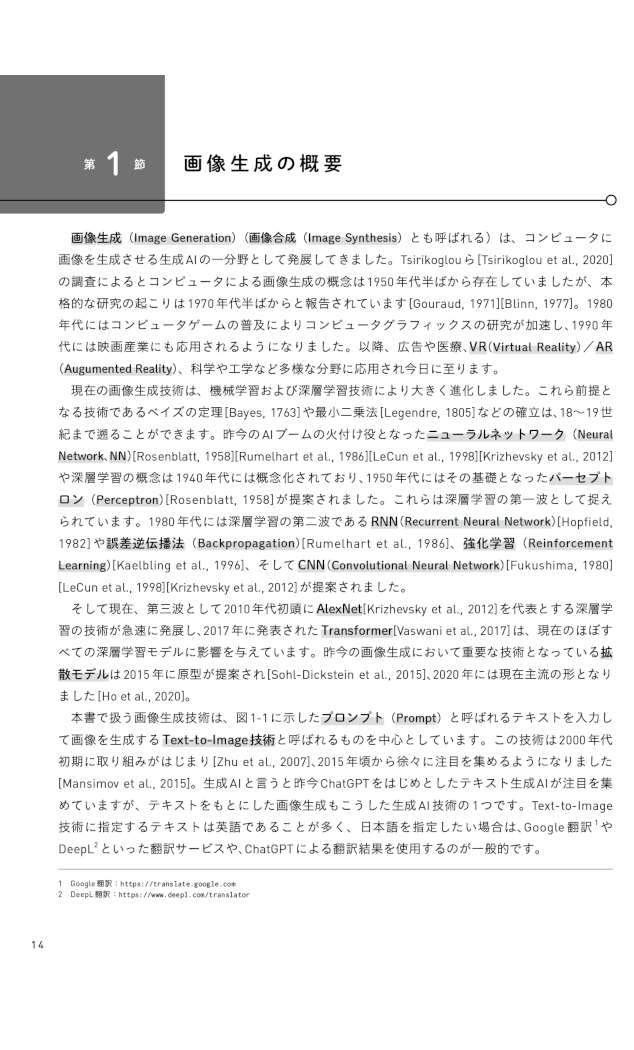 第 1 節 画像生成の概要
画像生成（Image Generation）（画像合成（Image Synthesis）とも呼ばれる）は、コンピュータに
画像を生成させる生成AIの一分野として発展してきました。Tsirikoglouら[Tsirikoglou et al., 2020]
の調査によるとコンピュータによる画像生成の概念は1950年代半ばから存在していましたが、本
格的な研究の起こりは1970年代半ばからと報告されています[Gouraud, 1971][Blinn, 1977]。1980
年代にはコンピュータゲームの普及によりコンピュータグラフィックスの研究が加速し、1990年
代には映画産業にも応用されるようになりました。以降、広告や医療、VR（Virtual Reality）／AR
（Augumented Reality）、科学や工学など多様な分野に応用され今日に至ります。
現在の画像生成技術は、機械学習および深層学習技術により大きく進化しました。これら前提と
なる技術であるベイズの定理[Bayes, 1763]や最小二乗法[Legendre, 1805]などの確立は、18〜19世
紀まで遡ることができます。昨今のAIブームの火付け役となったニューラルネットワーク（Neural
Network、NN）[Rosenblatt, 1958][Rumelhart et al., 1986][LeCun et al., 1998][Krizhevsky et al., 2012]
や深層学習の概念は1940年代には概念化されており、1950年代にはその基礎となったパーセプト
ロン（Perceptron）[Rosenblatt, 1958]が提案されました。これらは深層学習の第一波として捉え
られています。1980年代には深層学習の第二波であるRNN（Recurrent Neural Network）[Hopfield,
1982]や誤差逆伝播法（Backpropagation）[Rumelhart et al., 1986]、強化学習（Reinforcement
Learning）[Kaelbling et al., 1996]、そしてCNN（Convolutional Neural Network）[Fukushima, 1980]
[LeCun et al., 1998][Krizhevsky et al., 2012]が提案されました。
そして現在、第三波として2010年代初頭にAlexNet[Krizhevsky et al., 2012]を代表とする深層学
習の技術が急速に発展し、2017年に発表されたTransformer[Vaswani et al., 2017]は、現在のほぼす
べての深層学習モデルに影響を与えています。昨今の画像生成において重要な技術となっている拡
散モデルは2015年に原型が提案され[Sohl-Dickstein et al., 2015]、2020年には現在主流の形となり
ました[Ho et al., 2020]。
本書で扱う画像生成技術は、図1-1に示したプロンプト（Prompt）と呼ばれるテキストを入力し
て画像を生成するText-to-Image技術と呼ばれるものを中心としています。この技術は2000年代
初期に取り組みがはじまり[Zhu et al., 2007]、2015年頃から徐々に注目を集めるようになりました
[Mansimov et al., 2015]。生成AIと言うと昨今ChatGPTをはじめとしたテキスト生成AIが注目を集
めていますが、テキストをもとにした画像生成もこうした生成AI技術の1つです。Text-to-Image
技術に指定するテキストは英語であることが多く、日本語を指定したい場合は、Google翻訳1や
DeepL2といった翻訳サービスや、ChatGPTによる翻訳結果を使用するのが一般的です。
1 Google翻訳：https://translate.google.com
2 DeepL翻訳：https://www.deepl.com/translator
14